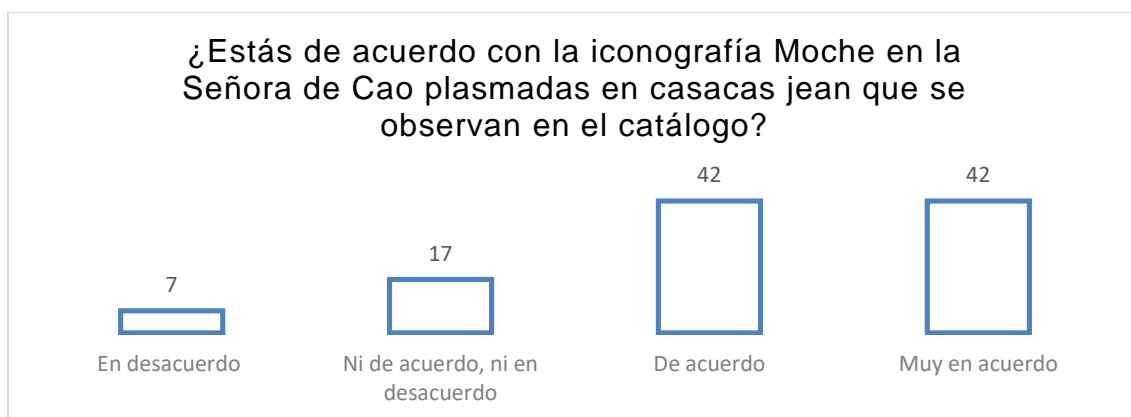 ¿Estás de acuerdo con la iconografía Moche en la
Señora de Cao plasmadas en casacas jean que se
observan en el catálogo?
42
42
17
7
En desacuerdo
Ni de acuerdo, ni en
desacuerdo
De acuerdo
Muy en acuerdo